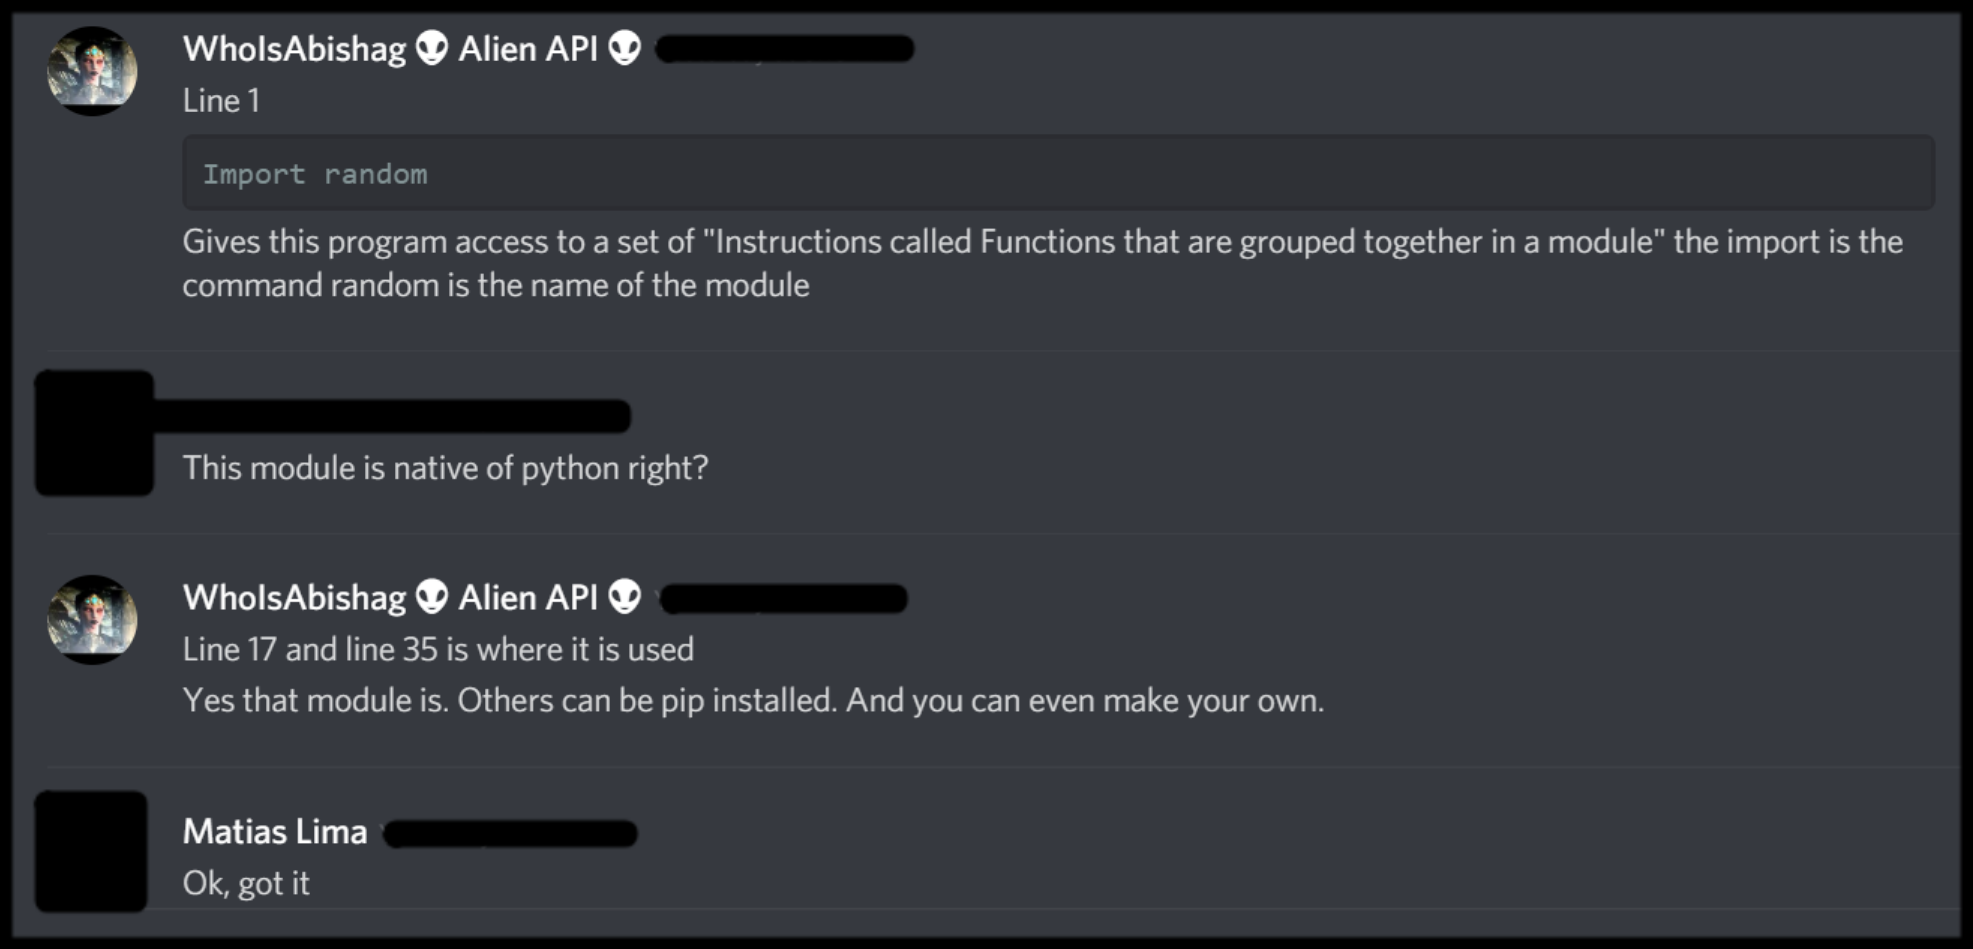 WhoIsAbishag 👽 Alien API 👽
Line 1
Import random
Gives this program access to a set of "Instructions called Functions that are grouped together in a module" the import is the
command random is the name of the module
This module is native of python right?
WhoIsAbishag 👽 Alien API 👽
Line 17 and line 35 is where it is used
Yes that module is. Others can be pip installed. And you can even make your own.
Matias Lima
Ok, got it